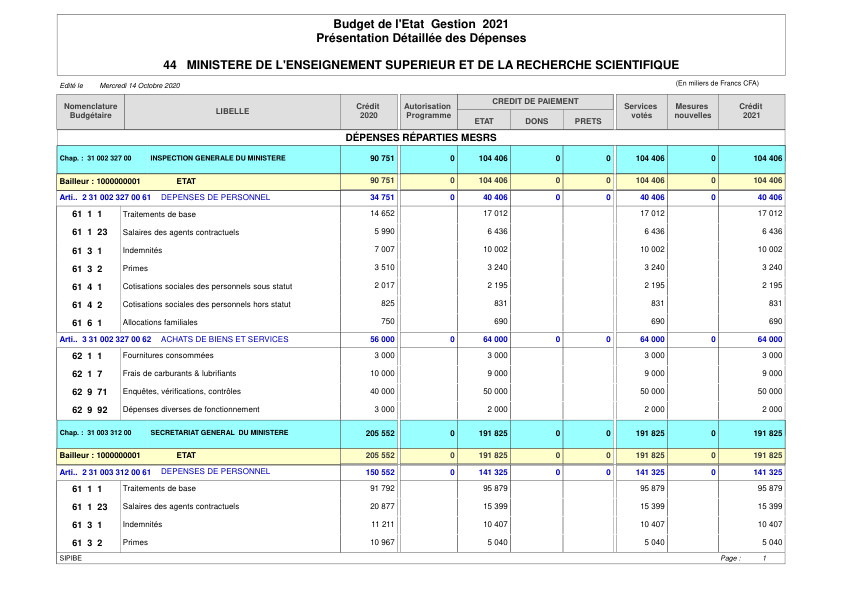 Budget de l'Etat Gestion 2021
Présentation Détaillée des Dépenses
44 MINISTERE DE L'ENSEIGNEMENT SUPERIEUR ET DE LA RECHERCHE SCIENTIFIQUE
Edité le Mercredi 14 Octobre 2020 (En miliers de Francs CFA)
Nomenclature Budgétaire LIBELLE Crédit 2020 Autorisation Programme CREDIT DE PAIEMENT ETAT DONS PRETS Services votés Mesures nouvelles Crédit 2021
DÉPENSES RÉPARTIES MESRS
Chap. : 31 002 327 00 INSPECTION GENERALE DU MINISTERE 90 751 0 104 406 0 0 104 406 0 104 406
Bailleur : 1000000001 ETAT 90 751 0 104 406 0 0 104 406 0 104 406
Arti.. 2 31 002 327 00 61 DEPENSES DE PERSONNEL 34 751 0 40 406 0 0 40 406 0 40 406
61 1 1 Traitements de base 14 652 17 012 17 012 17 012
61 1 23 Salaires des agents contractuels 5 990 6 436 6 436 6 436
61 3 1 Indemnités 7 007 10 002 10 002 10 002
61 3 2 Primes 3 510 3 240 3 240 3 240
61 4 1 Cotisations sociales des personnels sous statut 2 017 2 195 2 195 2 195
61 4 2 Cotisations sociales des personnels hors statut 825 831 831 831
61 6 1 Allocations familiales 750 690 690 690
Arti.. 3 31 002 327 00 62 ACHATS DE BIENS ET SERVICES 56 000 0 64 000 0 0 64 000 0 64 000
62 1 1 Fournitures consommées 3 000 3 000 3 000 3 000
62 1 7 Frais de carburants & lubrifiants 10 000 9 000 9 000 9 000
62 9 71 Enquêtes, vérifications, contrôles 40 000 50 000 50 000 50 000
62 9 92 Dépenses diverses de fonctionnement 3 000 2 000 2 000 2 000
Chap. : 31 003 312 00 SECRETARIAT GENERAL DU MINISTERE 205 552 0 191 825 0 0 191 825 0 191 825
Bailleur : 1000000001 ETAT 205 552 0 191 825 0 0 191 825 0 191 825
Arti.. 2 31 003 312 00 61 DEPENSES DE PERSONNEL 150 552 0 141 325 0 0 141 325 0 141 325
61 1 1 Traitements de base 91 792 95 879 95 879 95 879
61 1 23 Salaires des agents contractuels 20 877 15 399 15 399 15 399
61 3 1 Indemnités 11 211 10 407 10 407 10 407
61 3 2 Primes 10 967 5 040 5 040 5 040
SIPIBE Page : 1